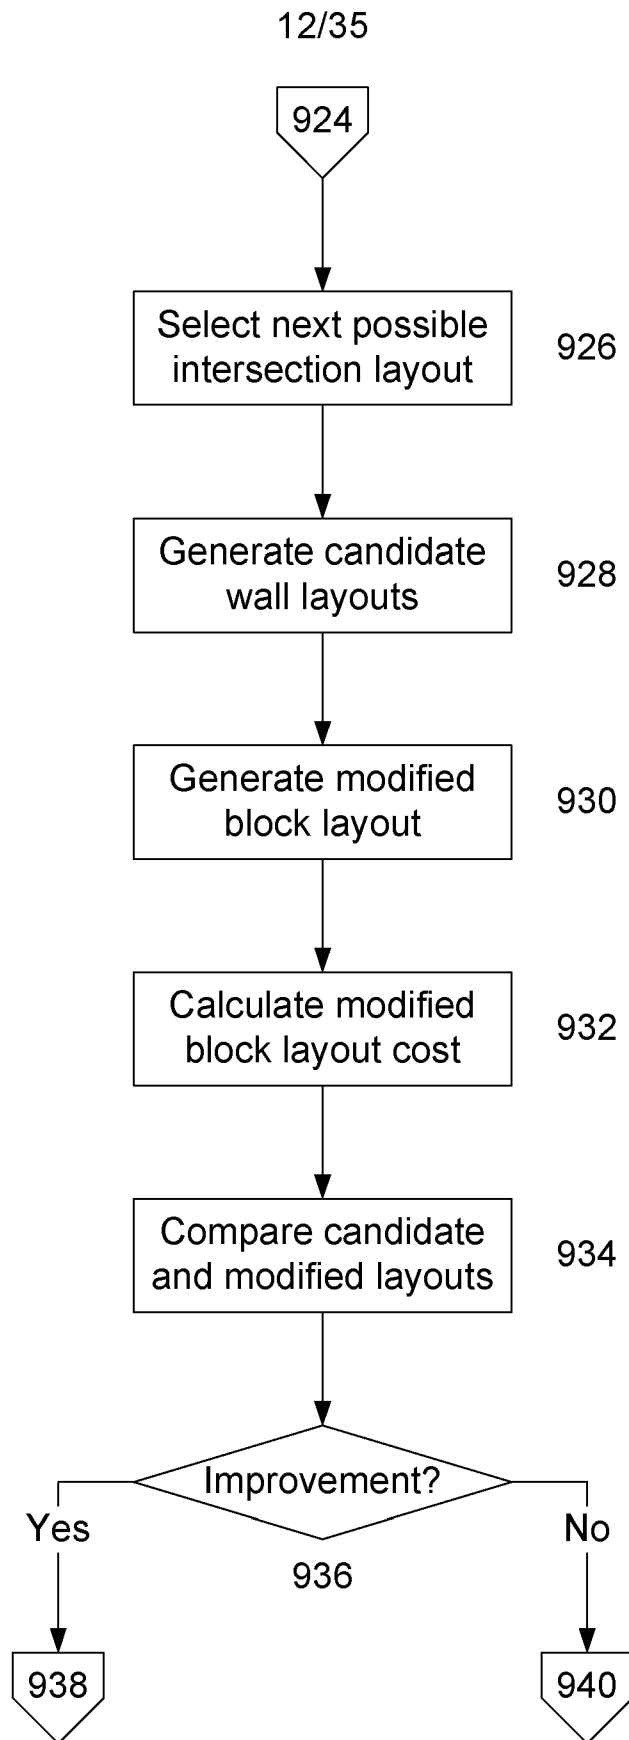 12/35
924
Select next possible
intersection layout
926
Generate candidate
wall layouts
928
Generate modified
block layout
930
Calculate modified
block layout cost
932
Compare candidate
and modified layouts
934
Improvement?
Yes
No
936
938
940